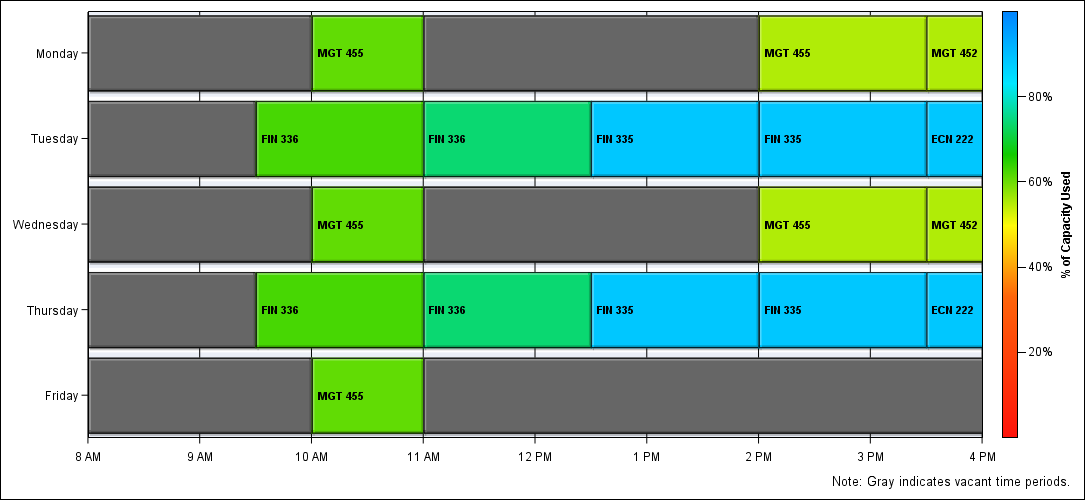 Monday
MGT 455
MGT 455
MGT 452
Tuesday
FIN 336
FIN 336
FIN 335
FIN 335
ECN 222
Wednesday
MGT 455
MGT 455
MGT 452
Thursday
FIN 336
FIN 336
FIN 335
FIN 335
ECN 222
Friday
MGT 455
8 AM 9 AM 10 AM 11 AM 12 PM 1 PM 2 PM 3 PM 4 PM
80%
60%
40%
20%
% of Capacity Used
Note: Gray indicates vacant time periods.